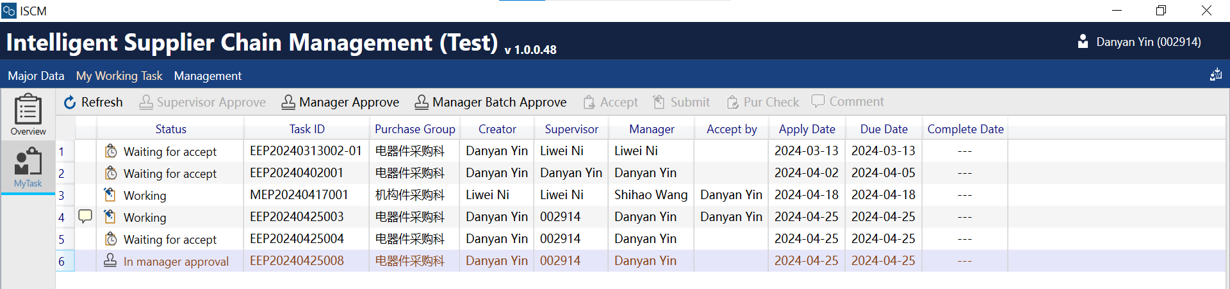 ISCM
Intelligent Supplier Chain Management (Test) v 1.0.0.48
Danyan Yin (002914)
Major Data My Working Task Management
Overview
MyTask
Refresh Supervisor Approve Manager Approve Manager Batch Approve Accept Submit Pur Check Comment
Status Task ID Purchase Group Creator Supervisor Manager Accept by Apply Date Due Date Complete Date
1 Waiting for accept EEP20240313002-01 电器件采购科 Danyan Yin Liwei Ni Liwei Ni 2024-03-13 2024-03-13 ---
2 Waiting for accept EEP20240402001 电器件采购科 Danyan Yin Danyan Yin Danyan Yin 2024-04-02 2024-04-05 ---
3 Working MEP20240417001 机构件采购科 Liwei Ni Liwei Ni Shihao Wang Danyan Yin 2024-04-18 2024-04-18 ---
4 Working EEP20240425003 电器件采购科 Danyan Yin 002914 Danyan Yin Danyan Yin 2024-04-25 2024-04-25 ---
5 Waiting for accept EEP20240425004 电器件采购科 Danyan Yin 002914 Danyan Yin 2024-04-25 2024-04-25 ---
6 In manager approval EEP20240425008 电器件采购科 Danyan Yin 002914 Danyan Yin 2024-04-25 2024-04-25 ---